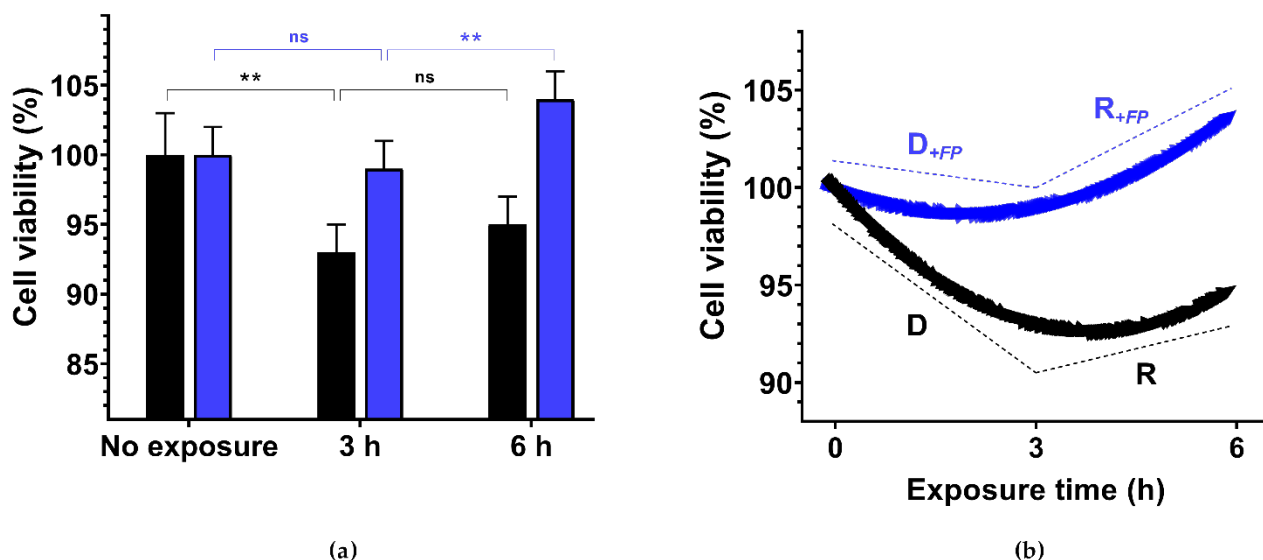 ns
**
**
ns
Cell viability (%)
105
100
95
90
85
No exposure 3 h 6 h
(a)
Cell viability (%)
105
100
95
90
D+FP
R+FP
D
R
0 3 6
Exposure time (h)
(b)